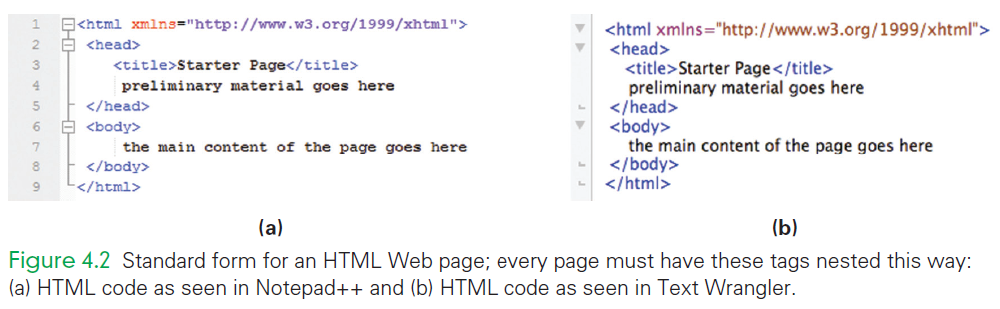 1 <html xmlns="http://www.w3.org/1999/xhtml">
2 <head>
3 <title>Starter Page</title>
4 preliminary material goes here
5 </head>
6 <body>
7 the main content of the page goes here
8 </body>
9 </html>
(a)
<html xmlns="http://www.w3.org/1999/xhtml">
<head>
<title>Starter Page</title>
preliminary material goes here
</head>
<body>
the main content of the page goes here
</body>
</html>
(b)
Figure 4.2 Standard form for an HTML Web page; every page must have these tags nested this way:
(a) HTML code as seen in Notepad++ and (b) HTML code as seen in Text Wrangler.